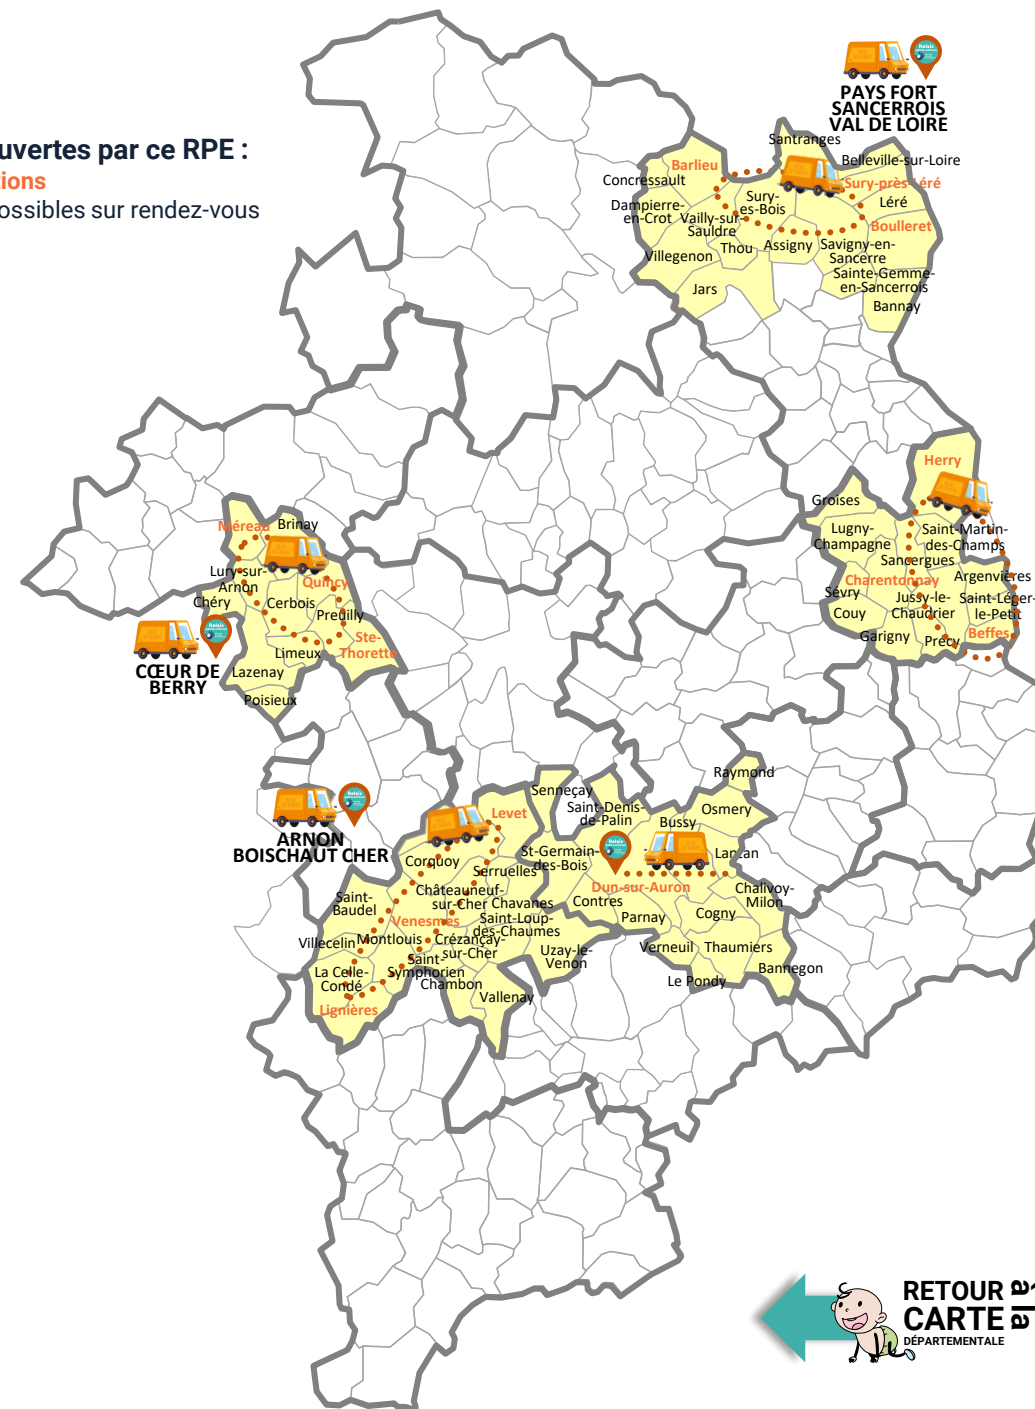 PAYS FORT
SANCERROIS
VAL DE LOIRE
uvertes par ce RPE :
tions
ossibles sur rendez-vous
Santranges
Belleville-sur-Loire
Barlieu
Concressault
Sury-près-Léré
Léré
Dampierre-
en-Crot
Sury-
es-Bois
Vailly-sur-
Sauldre
Boulleret
Thou
Assigny
Savigny-en-
Sancerre
Villegenon
Sainte-Gemme-
en-Sancerrois
Jars
Bannay
Herry
Groises
Lugny-
Champagne
Saint-Martin-
des-Champs
Sancergues
Charentonnay
Argenvières
Sévry
Jussy-le-
Chaudrier
Saint-Léger-
le-Petit
Couy
Garigny
Précy
Beffes
Méreau
Brinay
Lury-sur-
Arnon
Quincy
Chéry
Cerbois
Preuilly
Ste-
Thorette
Limeux
CŒUR DE
BERRY
Lazenay
Poisieux
ARNON
BOISCHAUT CHER
Levet
Corquoy
Serruelles
Châteauneuf-
sur-Cher
Chavanes
Saint-
Baudel
Venesmes
Saint-Loup-
des-Chaumes
Villecelin
Montlouis
Crézançay-
sur-Cher
Saint-
Symphorien
La Celle-
Condé
Chambon
Vallenay
Lignières
Uzay-le-
Venon
Senneçay
Raymond
Saint-Denis-
de-Palin
Osmery
Bussy
St-Germain-
des-Bois
Lantan
Dun-sur-Auron
Chalivoy-
Milon
Contres
Parnay
Cogny
Verneuil
Thaumiers
Le Pondy
Bannegon
RETOUR
à la
CARTE
DÉPARTEMENTALE